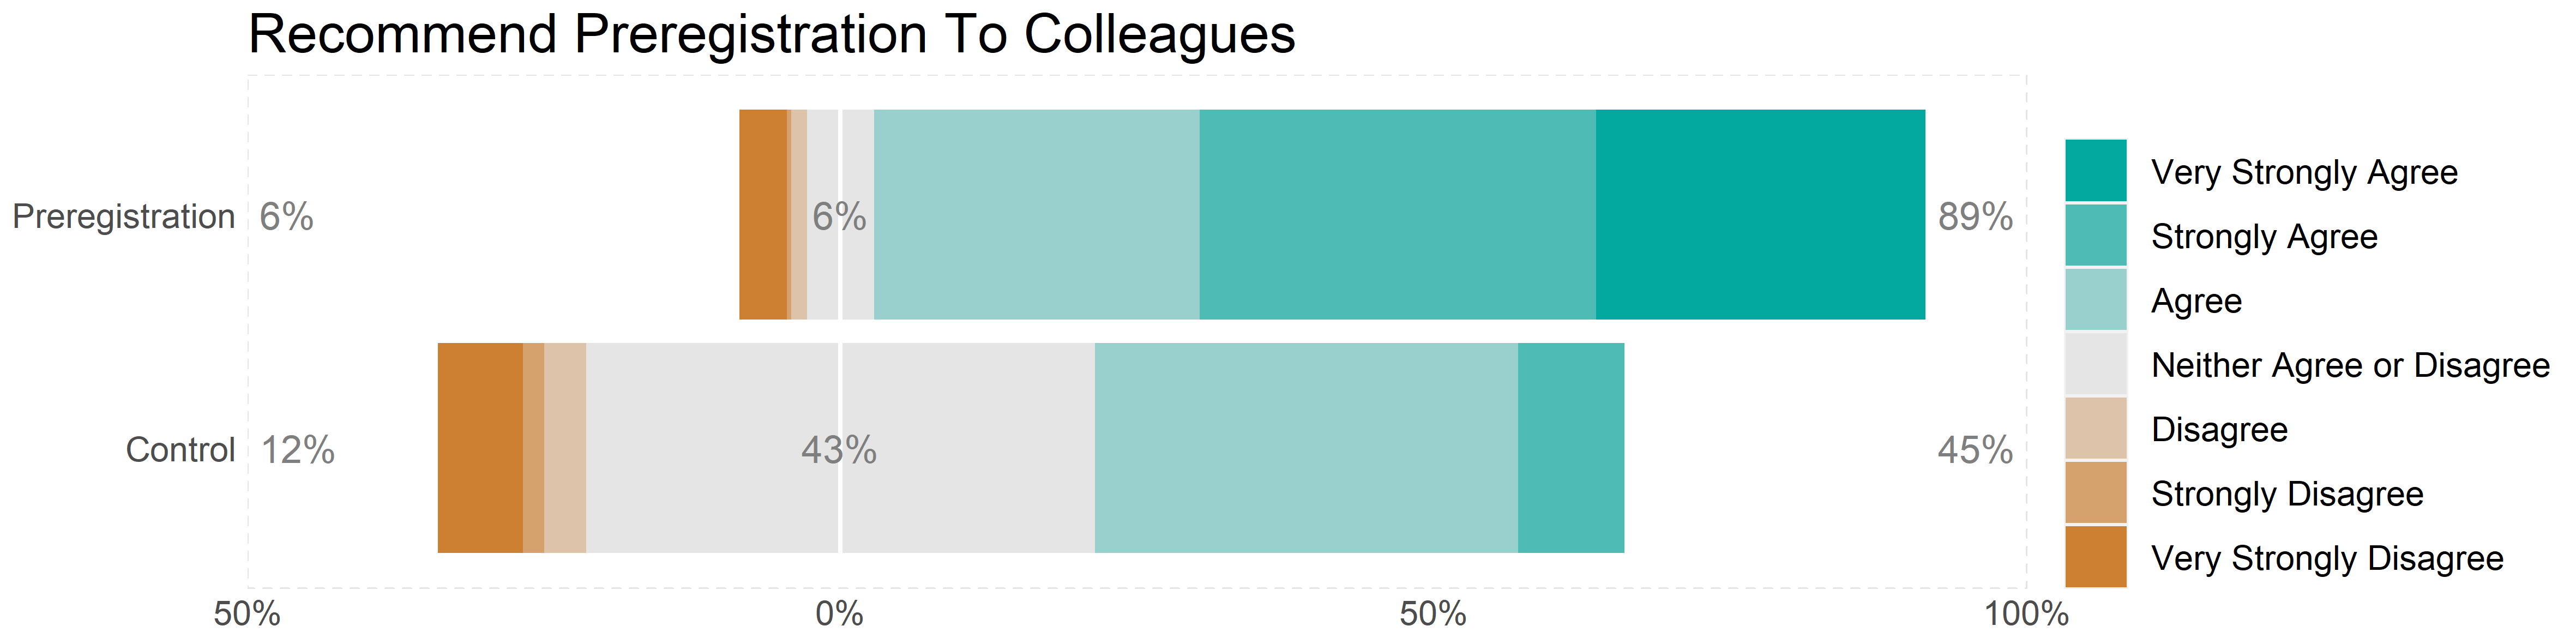 Recommend Preregistration To Colleagues
Preregistration 6% 6% 89%
Control 12% 43% 45%
50% 0% 50% 100%
Very Strongly Agree
Strongly Agree
Agree
Neither Agree or Disagree
Disagree
Strongly Disagree
Very Strongly Disagree